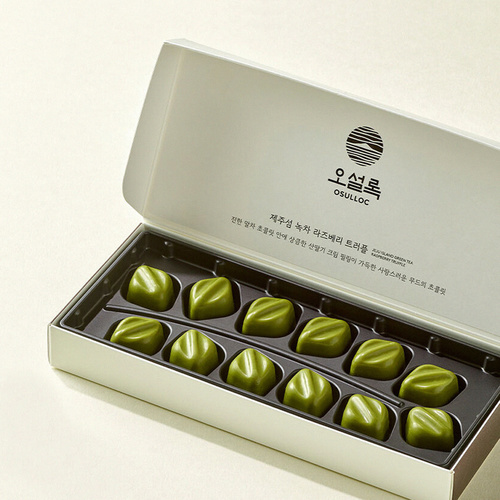 오설록
OSULLOC
제주섬 녹차 라즈베리 트러플
JEJU ISLAND GREEN TEA
RASPBERRY TRUFFLE
진한 말차 초콜릿 안에 상큼한 산딸기 크림 필링이 가득한 사랑스러운 무드의 초콜릿